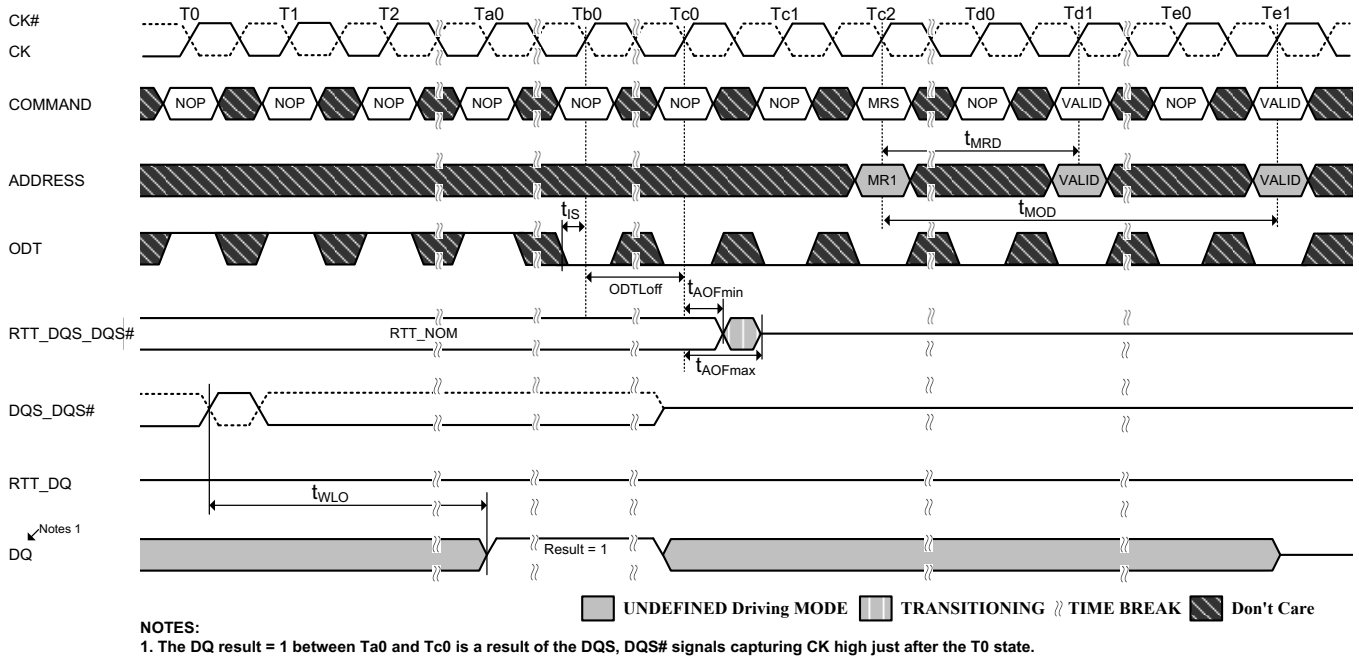 T0 T1 T2 Ta0 Tb0 Tc0 Tc1 Tc2 Td0 Td1 Te0 Te1
CK#
CK
COMMAND NOP NOP NOP NOP NOP NOP NOP MRS NOP VALID NOP VALID
tMRD
ADDRESS MR1 VALID VALID
tIS tMOD
ODT
ODTLoff tAOFmin
RTT_DQS_DQS# RTT_NOM
tAOFmax
DQS_DQS#
RTT_DQ
tWLO
Notes 1
DQ Result = 1
UNDEFINED Driving MODE TRANSITIONING TIME BREAK Don't Care
NOTES:
1. The DQ result = 1 between Ta0 and Tc0 is a result of the DQS, DQS# signals capturing CK high just after the T0 state.